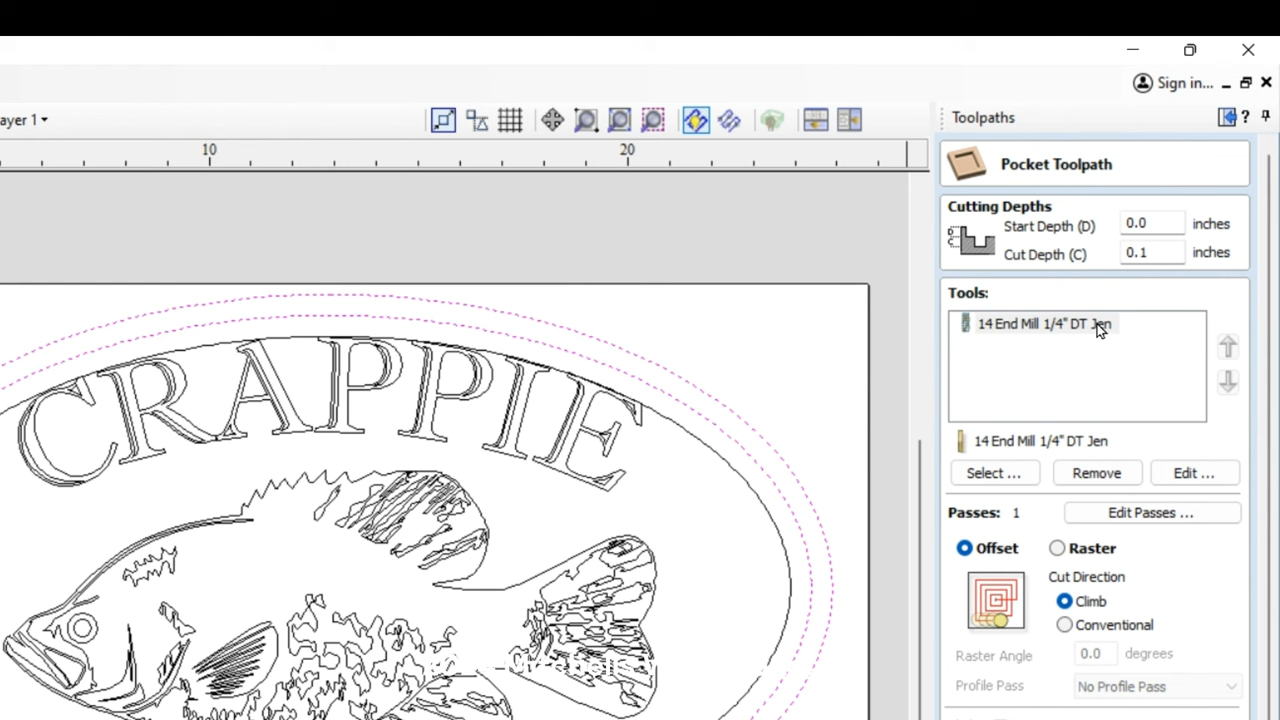 Sign in...
ayer 1
Toolpaths
?
10
20
Pocket Toolpath
Cutting Depths
Start Depth (D) 0.0 inches
Cut Depth (C) 0.1 inches
Tools:
14 End Mill 1/4" DT Jen
14 End Mill 1/4" DT Jen
Select ... Remove Edit ...
Passes: 1 Edit Passes ...
Offset Raster
Cut Direction
Climb
Conventional
Raster Angle 0.0 degrees
Profile Pass No Profile Pass
CRAPPIE